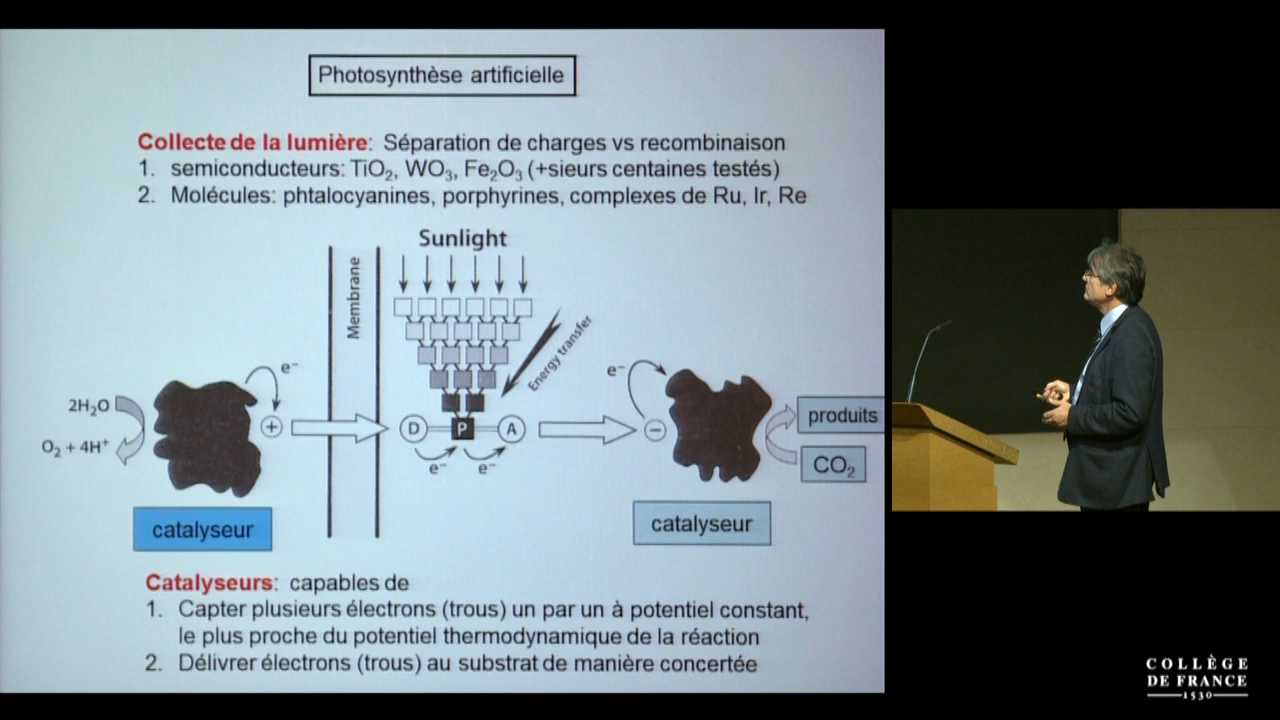 Photosynthèse artificielle
Collecte de la lumière: Séparation de charges vs recombinaison
1. semiconducteurs: TiO₂, WO₃, Fe₂O₃ (+sieurs centaines testés)
2. Molécules: phtalocyanines, porphyrines, complexes de Ru, Ir, Re
Sunlight
Membrane
Energy transfer
e⁻
e⁻
2H₂O
O₂ + 4H⁺
+
D
P
A
−
e⁻
e⁻
produits
CO₂
catalyseur
catalyseur
Catalyseurs: capables de
1. Capter plusieurs électrons (trous) un par un à potentiel constant,
le plus proche du potentiel thermodynamique de la réaction
2. Délivrer électrons (trous) au substrat de manière concertée
COLLÈGE
DE FRANCE
1530